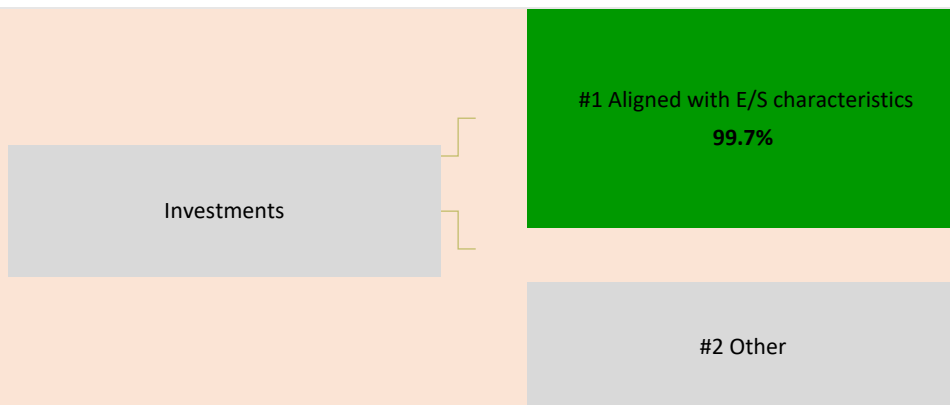 #1 Aligned with E/S characteristics
99.7%
Investments
#2 Other